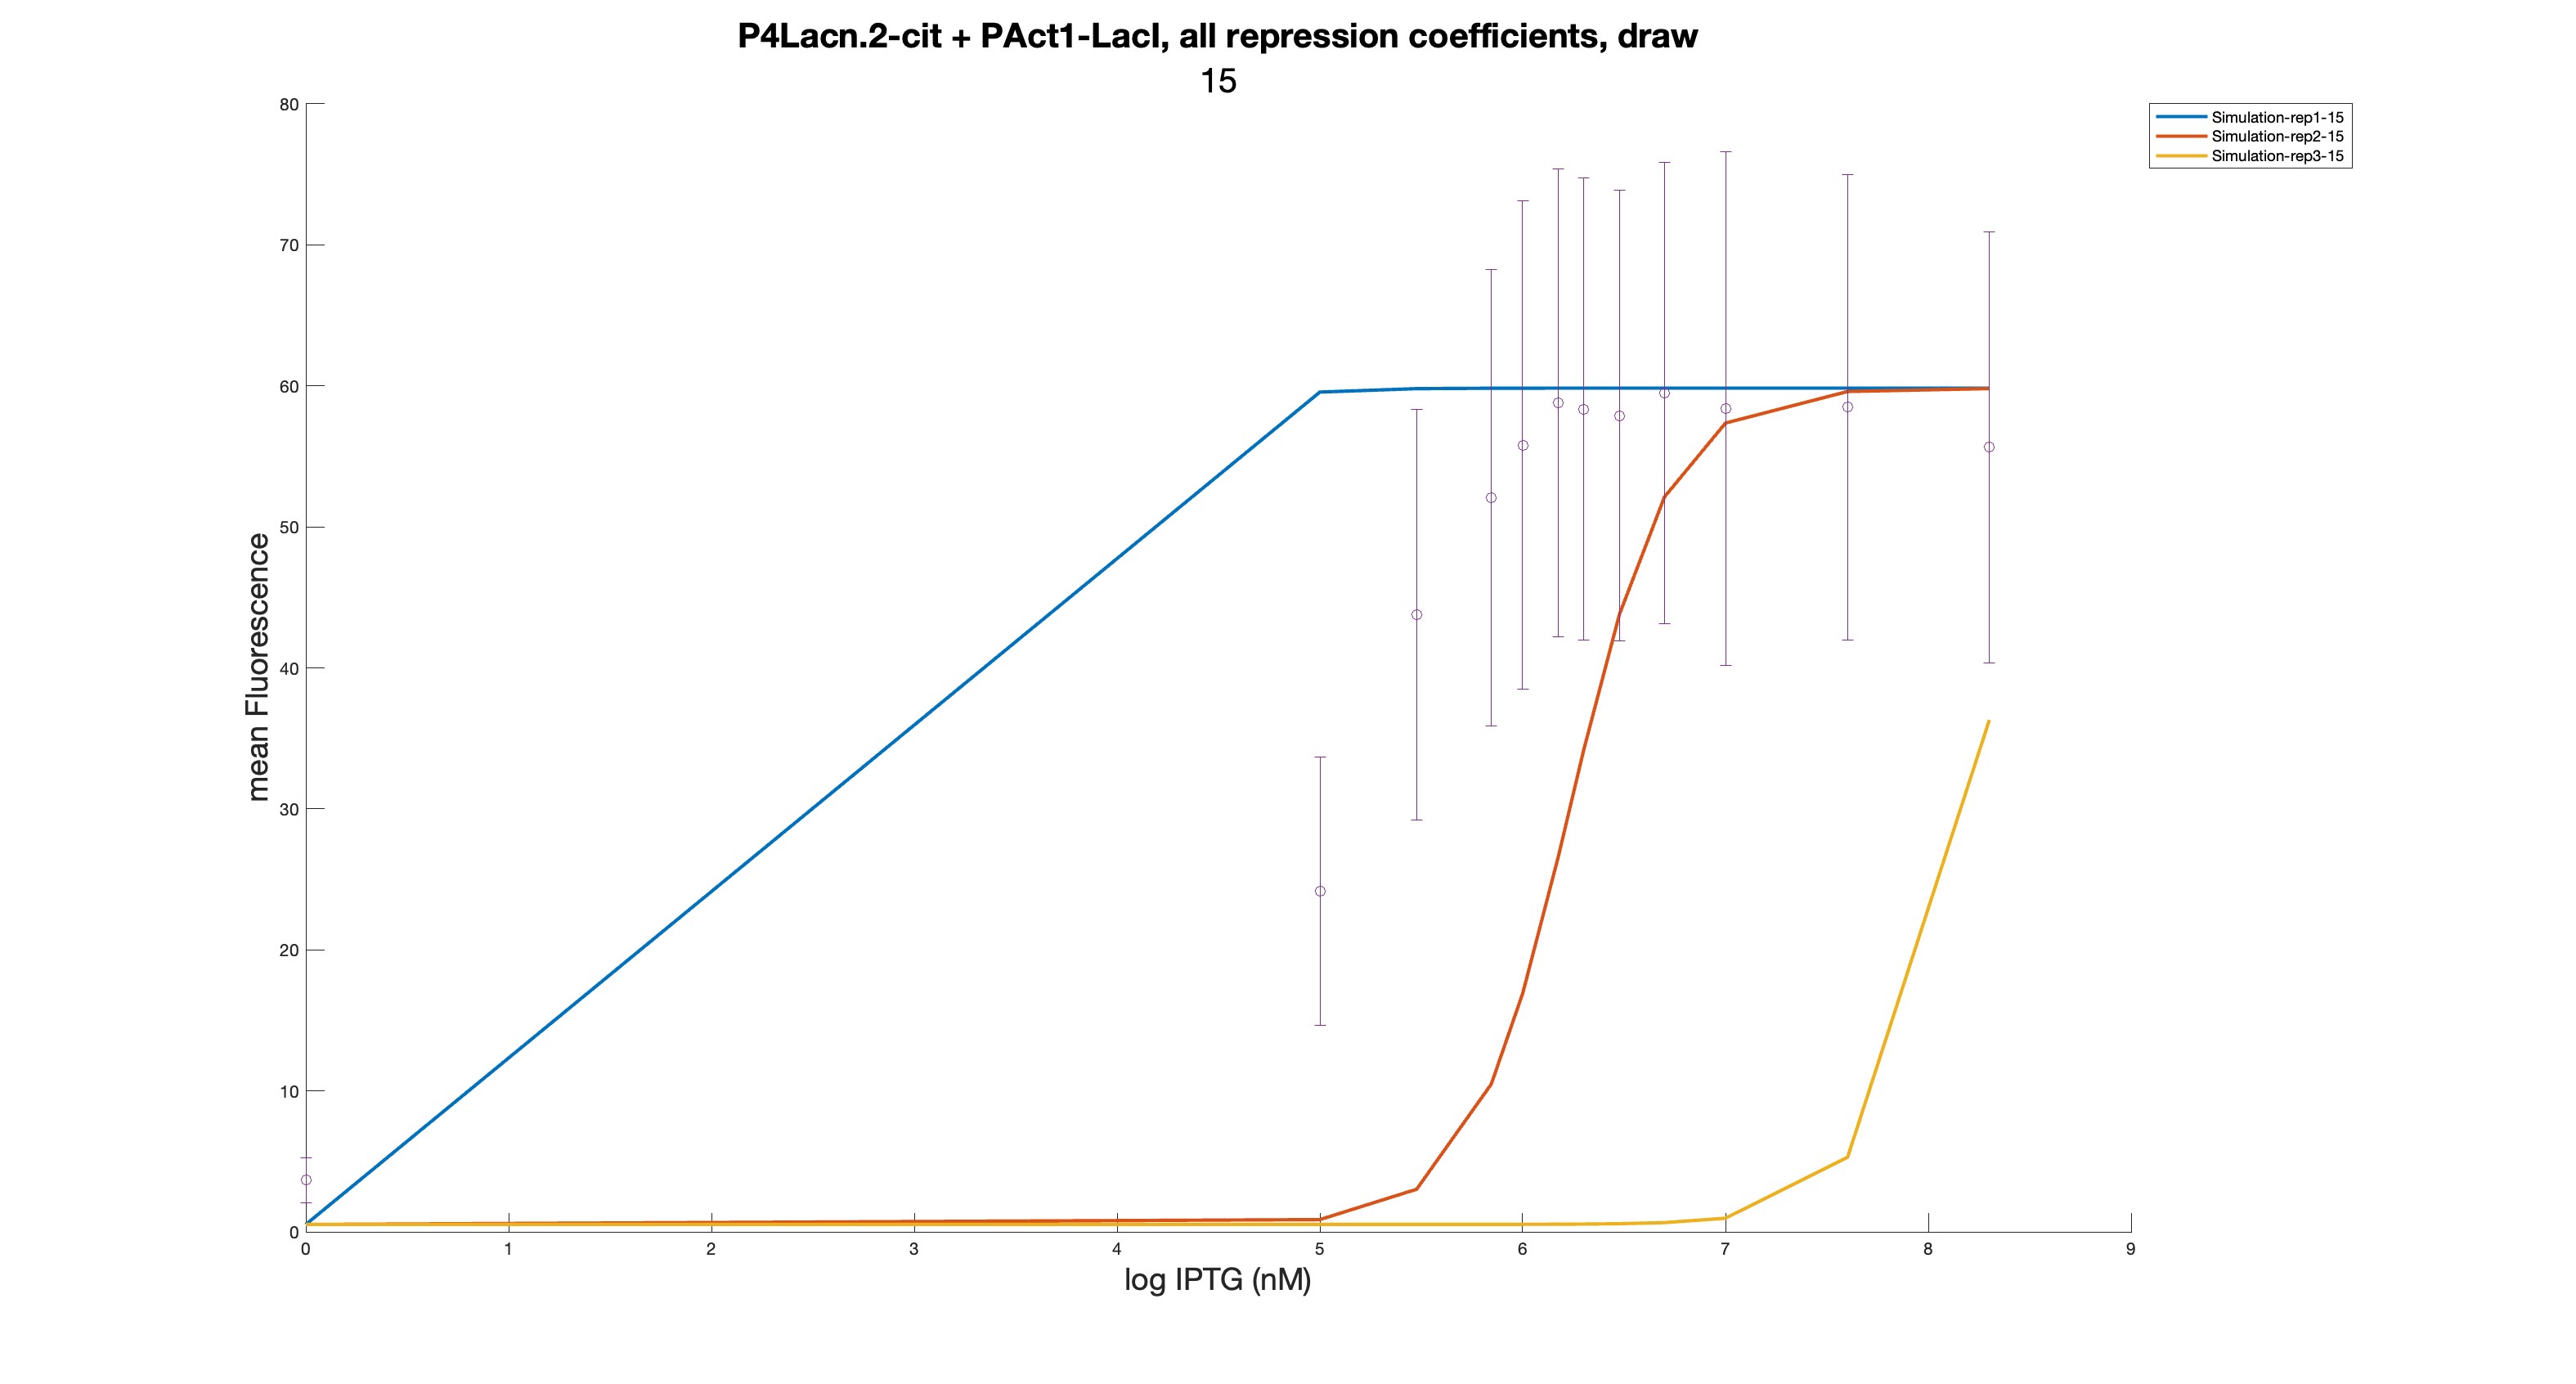 P4Lacn.2-cit + PAct1-LacI, all repression coefficients, draw
15
Simulation-rep1-15
Simulation-rep2-15
Simulation-rep3-15
mean Fluorescence
80
70
60
50
40
30
20
10
0
0 1 2 3 4 5 6 7 8 9
log IPTG (nM)